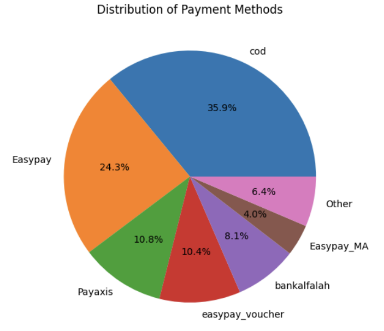 Distribution of Payment Methods
cod
35.9%
Easypay
24.3%
Payaxis
10.8%
easypay_voucher
10.4%
bankalfalah
8.1%
Easypay_MA
4.0%
Other
6.4%